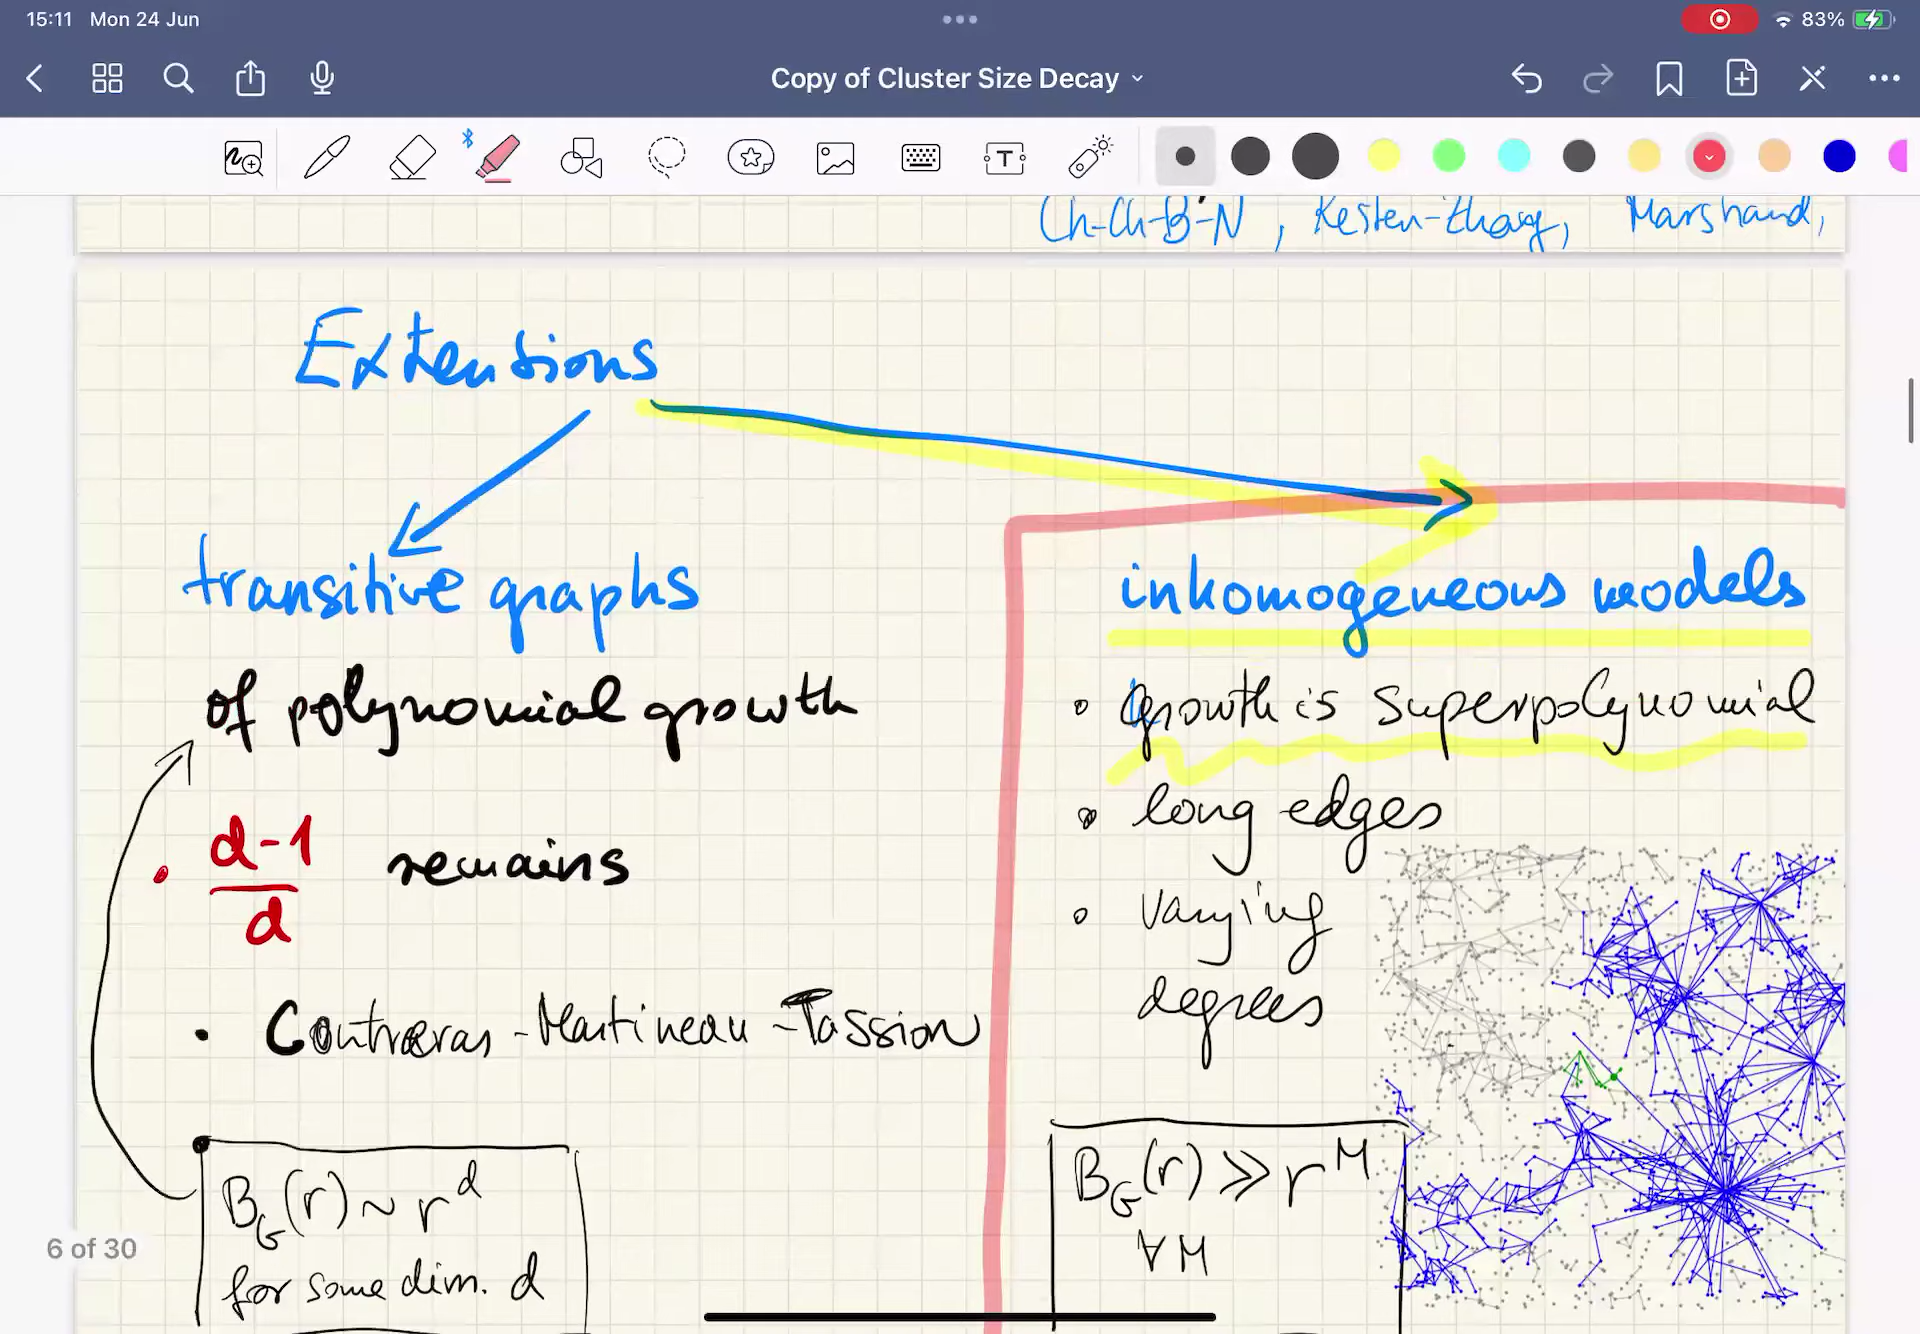 15:11 Mon 24 Jun
83%
Copy of Cluster Size Decay
T
Ch-Ch-B-N, Kesten-Zhang, Marshand,
Extentions
transitive graphs
of polynomial growth
• d-1/d remains
• Contreras - Martineau - Tassion
B_G(r) ~ r^d
for some dim. d
inhomogeneous models
• growth is superpolynomial
• long edges
• varying
degrees
B_G(r) ≫ r^M
∀M
6 of 30